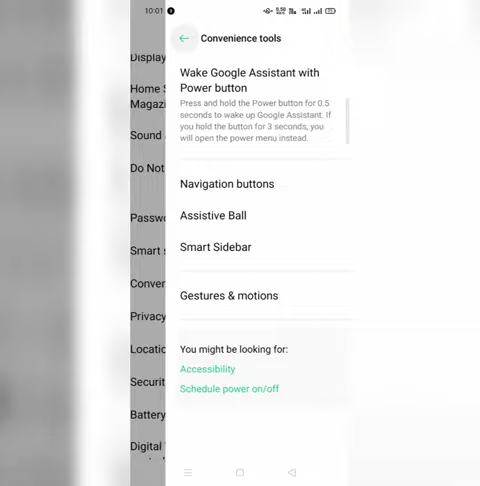 10:01
Convenience tools
Wake Google Assistant with
Power button
Press and hold the Power button for 0.5
seconds to wake up Google Assistant. If
you hold the button for 3 seconds, you
will open the power menu instead.
Navigation buttons
Assistive Ball
Smart Sidebar
Gestures & motions
You might be looking for:
Accessibility
Schedule power on/off
Display
Home S
Magazi
Sound
Do Not
Passwo
Smart s
Conver
Privacy
Locatio
Securit
Battery
Digital